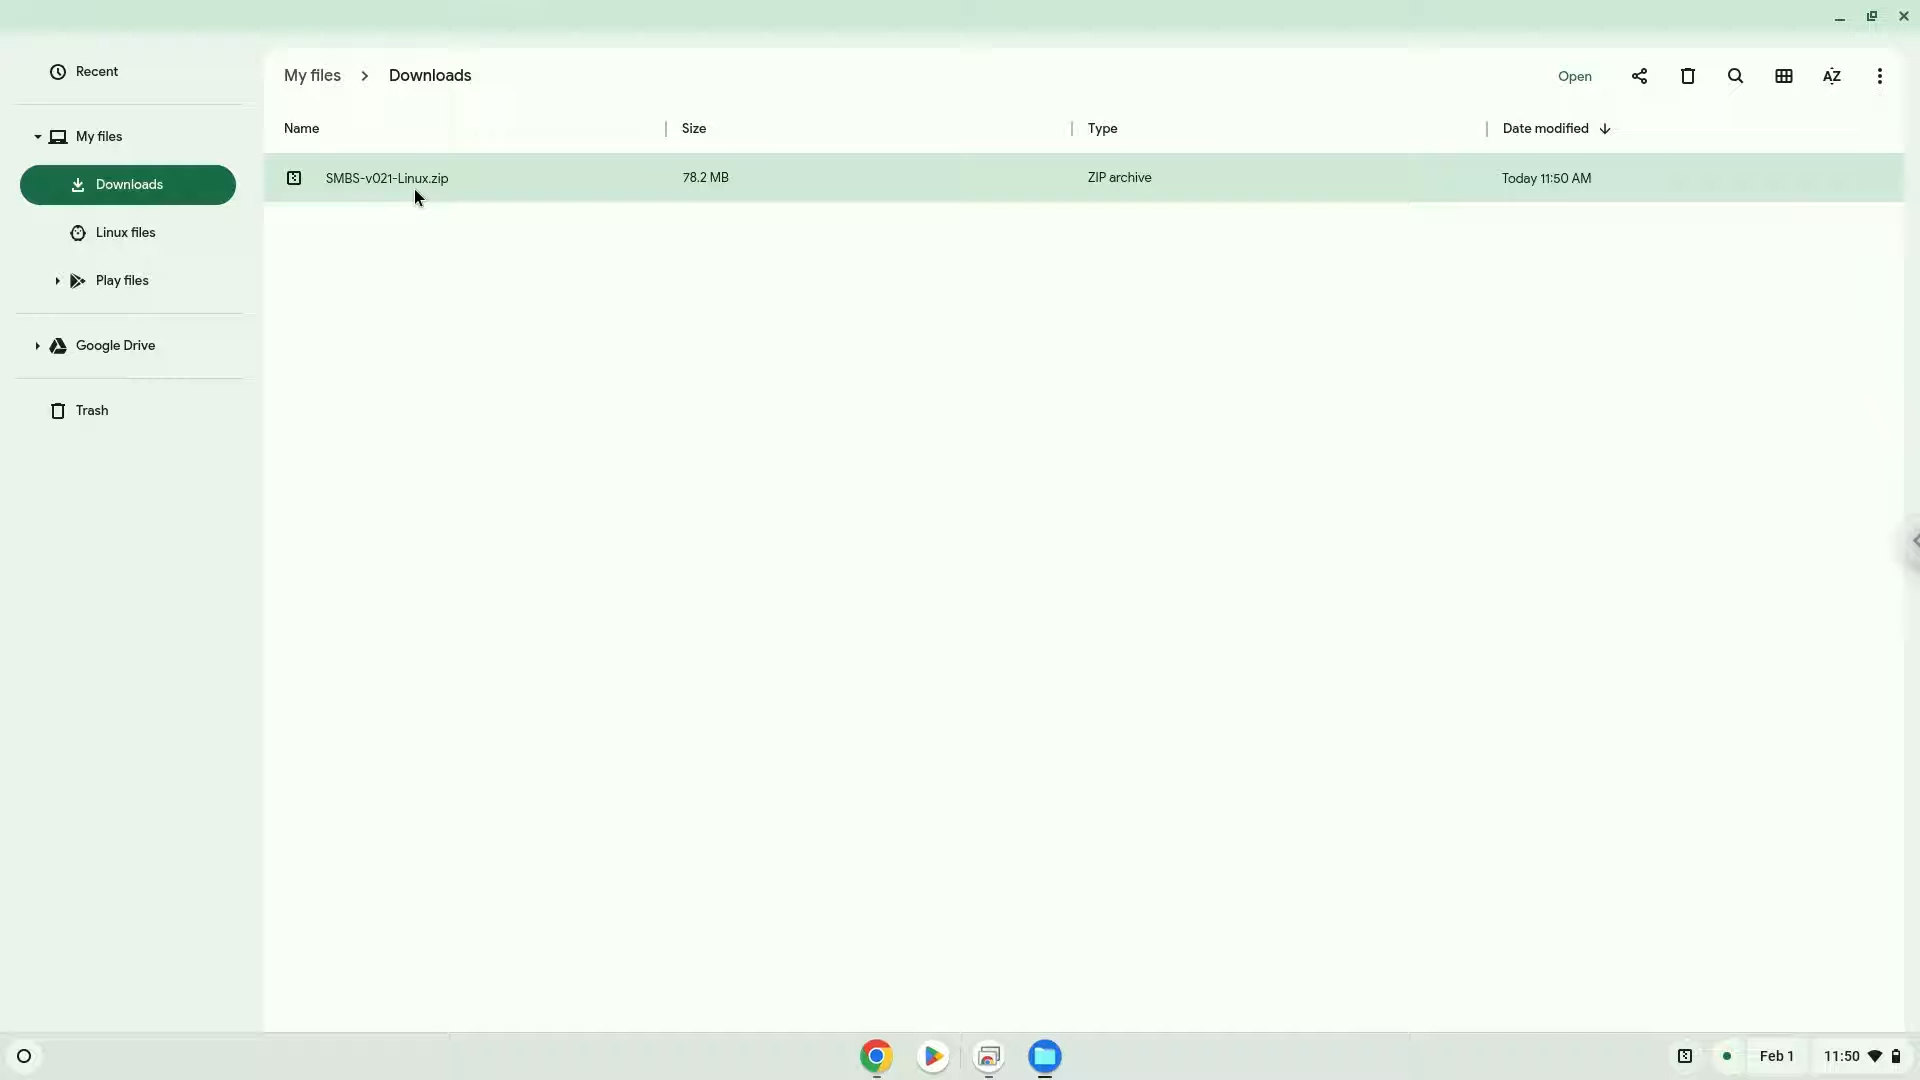 Recent
My files
Downloads
Linux files
Play files
Google Drive
Trash
My files > Downloads
Open
AZ
Name Size Type Date modified
SMBS-v021-Linux.zip 78.2 MB ZIP archive Today 11:50 AM
Feb 1 11:50